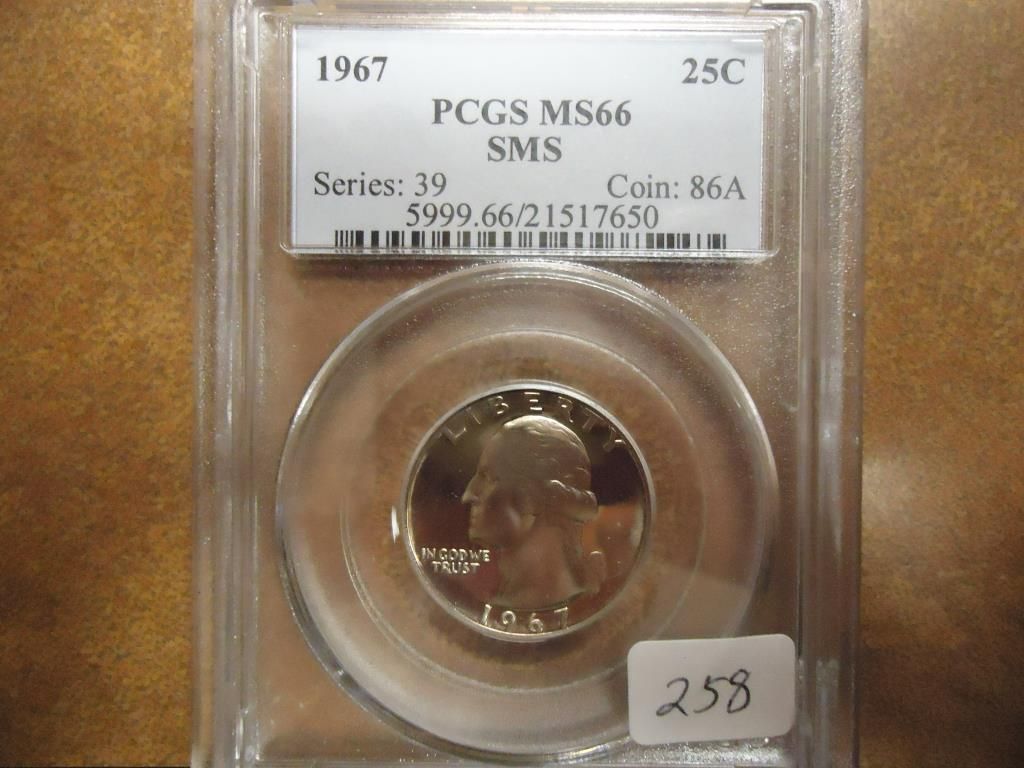 1967 25C
PCGS MS66
SMS
Series: 39 Coin: 86A
5999.66/21517650
LIBERTY
IN GOD WE
TRUST
1967
258